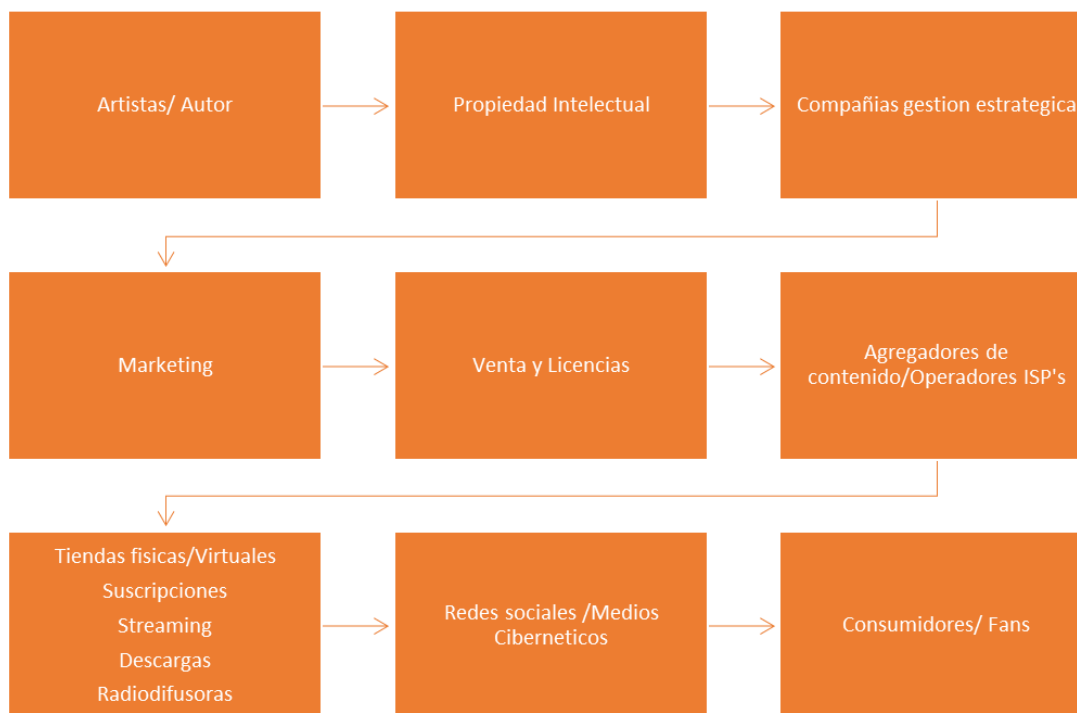 Artistas/ Autor
Propiedad Intelectual
Compañias gestion estrategica
Marketing
Venta y Licencias
Agregadores de
contenido/Operadores ISP's
Tiendas fisicas/Virtuales
Suscripciones
Streaming
Descargas
Radiodifusoras
Redes sociales /Medios
Ciberneticos
Consumidores/ Fans